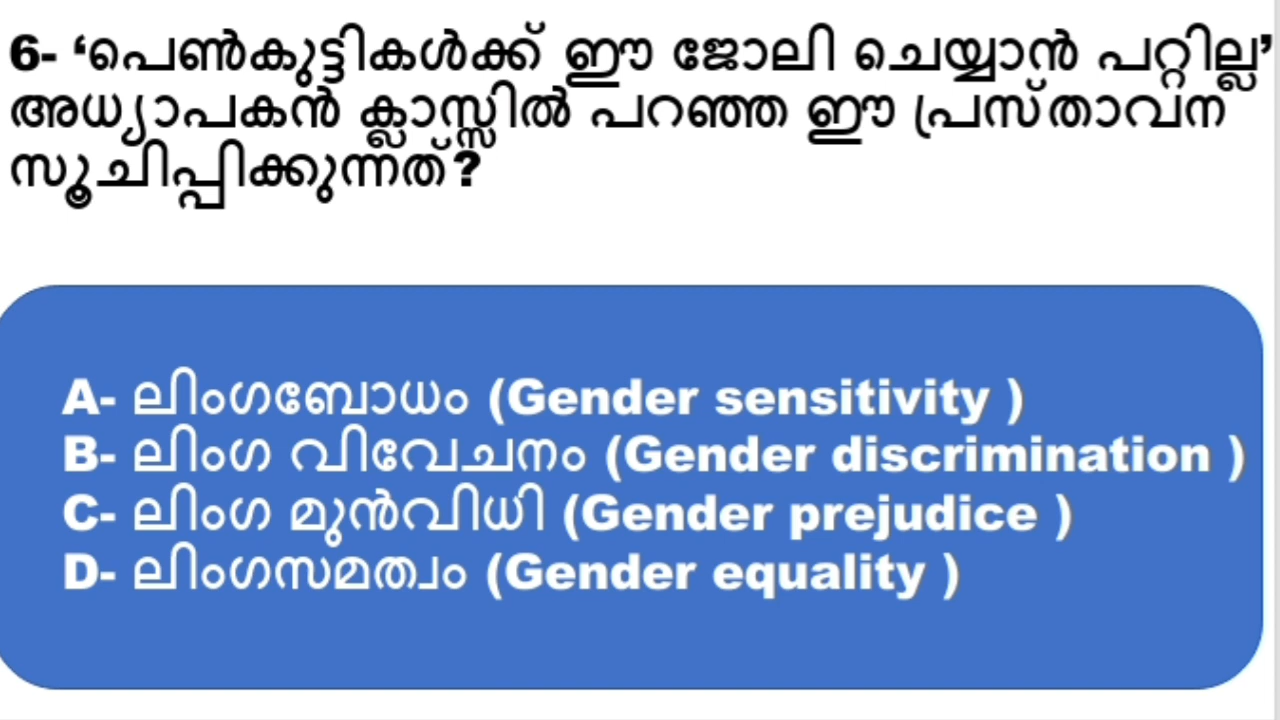 6- ‘പെൺകുട്ടികൾക്ക് ഈ ജോലി ചെയ്യാൻ പറ്റില്ല’
അധ്യാപകൻ ക്ലാസ്സിൽ പറഞ്ഞ ഈ പ്രസ്താവന
സൂചിപ്പിക്കുന്നത്?
A- ലിംഗബോധം (Gender sensitivity )
B- ലിംഗ വിവേചനം (Gender discrimination )
C- ലിംഗ മുൻവിധി (Gender prejudice )
D- ലിംഗസമത്വം (Gender equality )